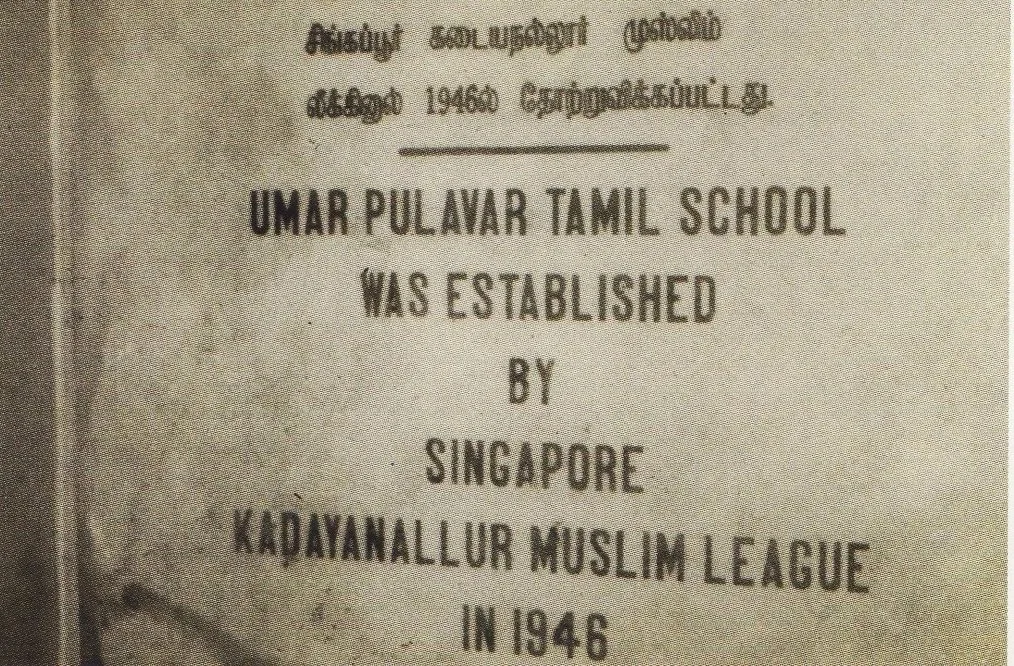 சிங்கப்பூர் கடையநல்லூர் முஸ்லிம்
லீக்கினால் 1946ல் தோற்றுவிக்கப்பட்டது.
UMAR PULAVAR TAMIL SCHOOL
WAS ESTABLISHED
BY
SINGAPORE
KADAYANALLUR MUSLIM LEAGUE
IN 1946